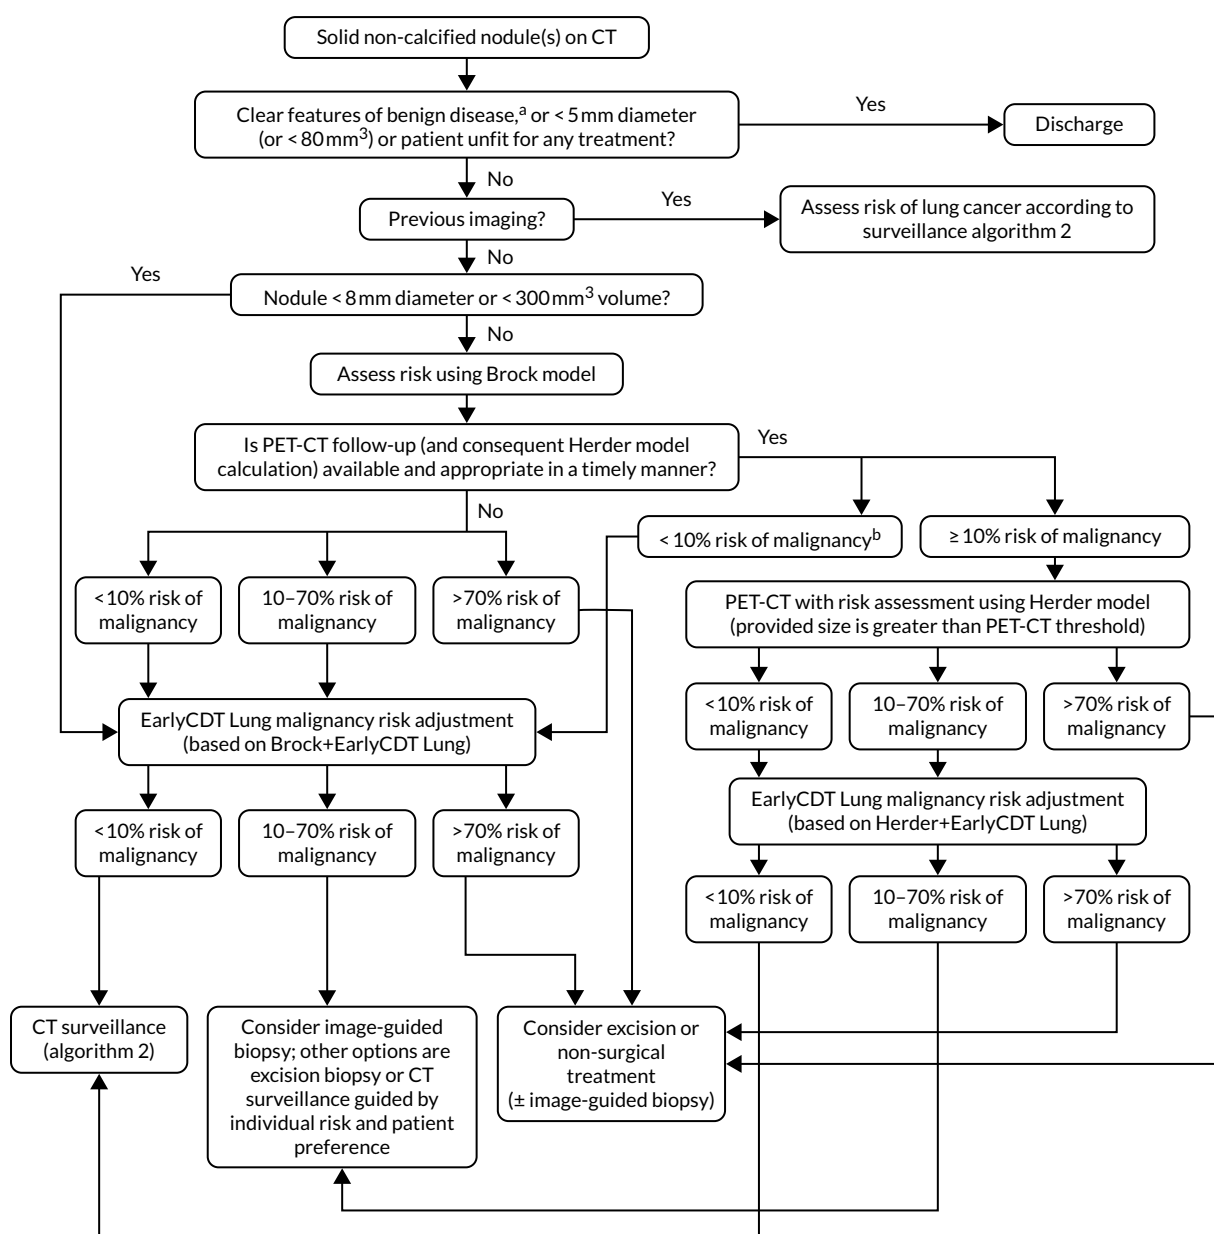 Solid non-calcified nodule(s) on CT
Clear features of benign disease,ᵃ or < 5 mm diameter
(or < 80 mm³) or patient unfit for any treatment?
Yes
Discharge
No
Previous imaging?
Yes
Assess risk of lung cancer according to
surveillance algorithm 2
No
Yes
Nodule < 8 mm diameter or < 300 mm³ volume?
No
Assess risk using Brock model
Is PET-CT follow-up (and consequent Herder model
calculation) available and appropriate in a timely manner?
Yes
No
< 10% risk of malignancyᵇ
≥ 10% risk of malignancy
<10% risk of
malignancy
10–70% risk of
malignancy
>70% risk of
malignancy
PET-CT with risk assessment using Herder model
(provided size is greater than PET-CT threshold)
<10% risk of
malignancy
10–70% risk of
malignancy
>70% risk of
malignancy
EarlyCDT Lung malignancy risk adjustment
(based on Brock+EarlyCDT Lung)
EarlyCDT Lung malignancy risk adjustment
(based on Herder+EarlyCDT Lung)
<10% risk of
malignancy
10–70% risk of
malignancy
>70% risk of
malignancy
<10% risk of
malignancy
10–70% risk of
malignancy
>70% risk of
malignancy
CT surveillance
(algorithm 2)
Consider image-guided
biopsy; other options are
excision biopsy or CT
surveillance guided by
individual risk and patient
preference
Consider excision or
non-surgical
treatment
(± image-guided biopsy)